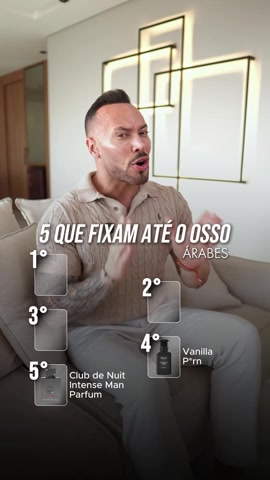 5 QUE FIXAM ATÉ O OSSO
ÁRABES
1°
2°
3°
4°
Vanilla
P*rn
5°
Club de Nuit
Intense Man
Parfum